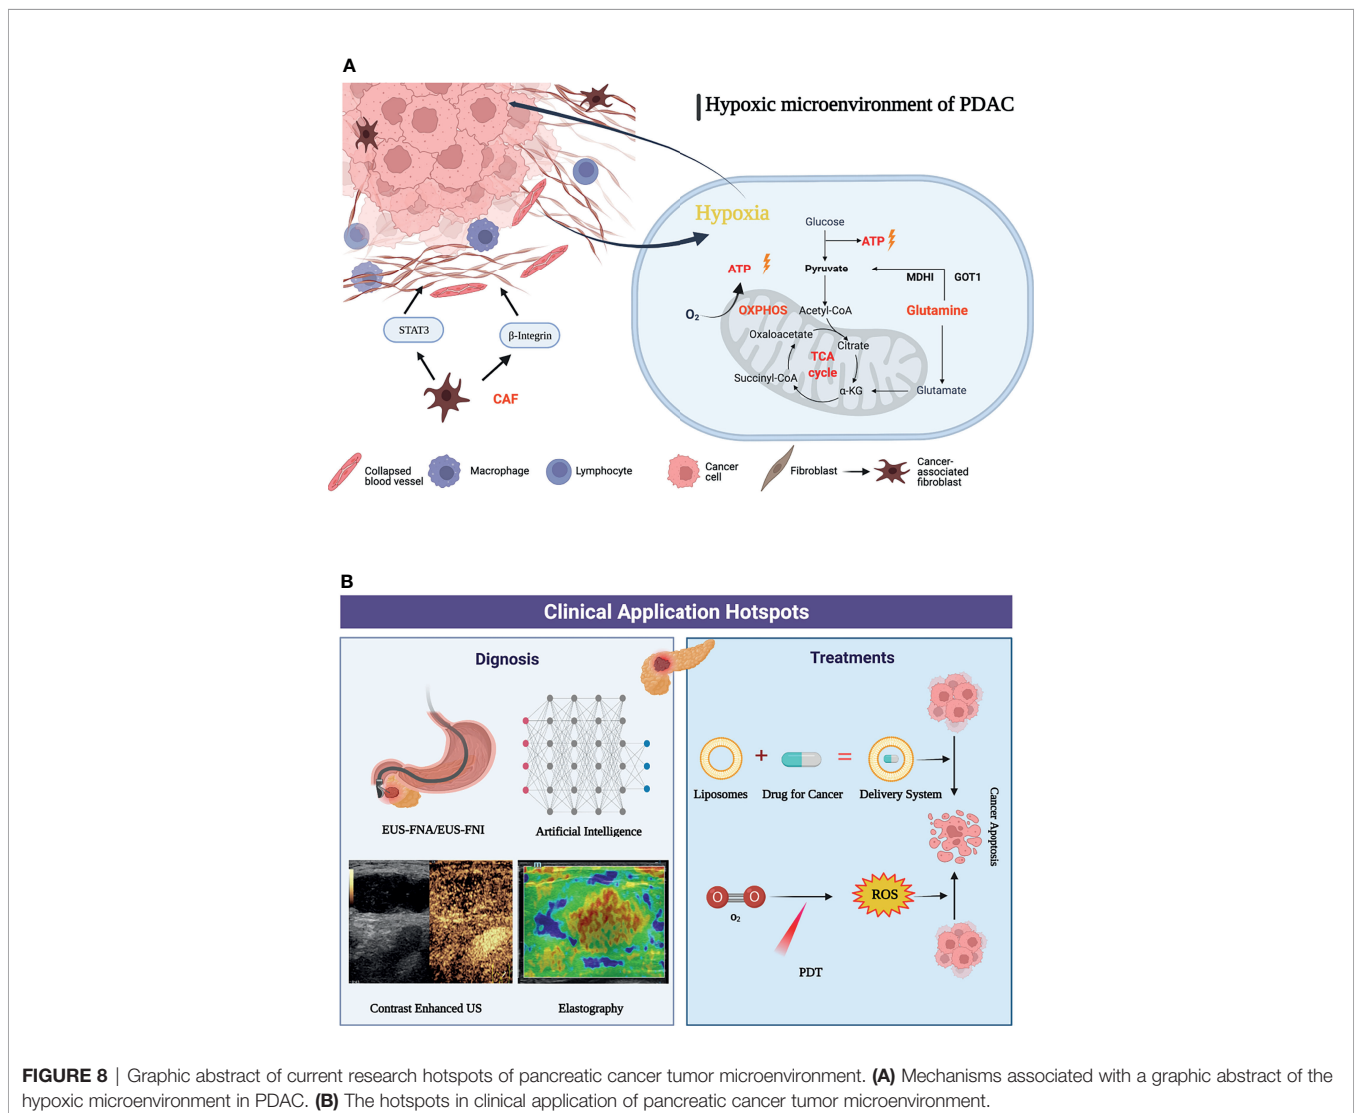 A
Hypoxic microenvironment of PDAC
Hypoxia
Glucose
ATP
ATP
Pyruvate
MDHI
GOT1
O2
OXPHOS
Acetyl-CoA
Glutamine
Oxaloacetate
Citrate
TCA
cycle
Succinyl-CoA
α-KG
Glutamate
STAT3
β-Integrin
CAF
Collapsed
blood vessel
Macrophage
Lymphocyte
Cancer
cell
Fibroblast
Cancer-
associated
fibroblast
B
Clinical Application Hotspots
Dignosis
EUS-FNA/EUS-FNI
Artificial Intelligence
Contrast Enhanced US
Elastography
Treatments
+
=
Liposomes
Drug for Cancer
Delivery System
Cancer Apoptosis
O O
O2
ROS
PDT
FIGURE 8 | Graphic abstract of current research hotspots of pancreatic cancer tumor microenvironment. (A) Mechanisms associated with a graphic abstract of the
hypoxic microenvironment in PDAC. (B) The hotspots in clinical application of pancreatic cancer tumor microenvironment.